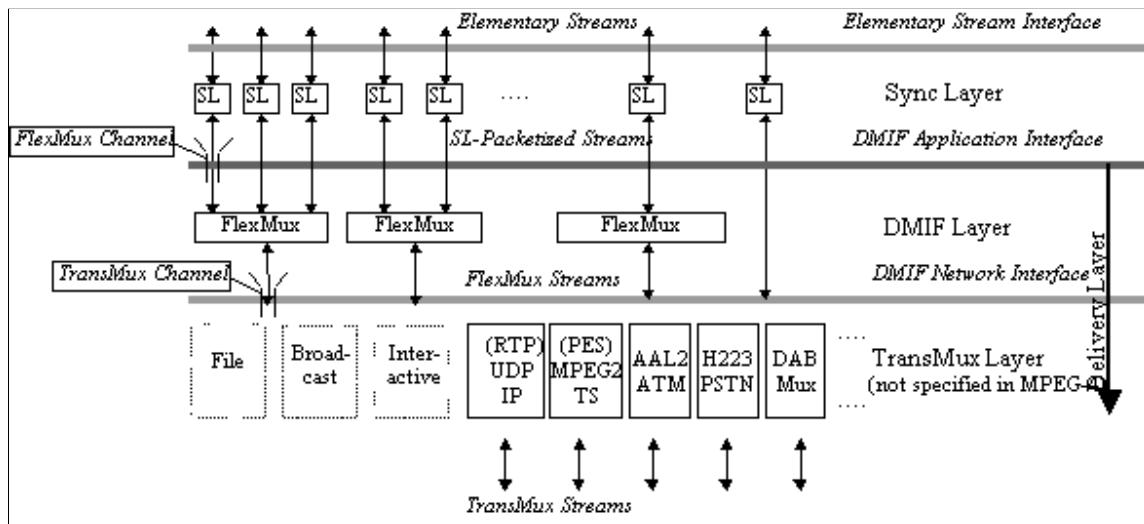 Elementary Streams
Elementary Stream Interface
SL SL SL SL SL .... SL SL
Sync Layer
FlexMux Channel
SL-Packetized Streams
DMIF Application Interface
FlexMux FlexMux FlexMux
DMIF Layer
TransMux Channel
FlexMux Streams
DMIF Network Interface
Delivery Layer
File
Broad-
cast
Inter-
active
(RTP)
UDP
IP
(PES)
MPEG2
TS
AAL2
ATM
H223
PSTN
DAB
Mux
....
....
TransMux Layer
(not specified in MPEG-
TransMux Streams